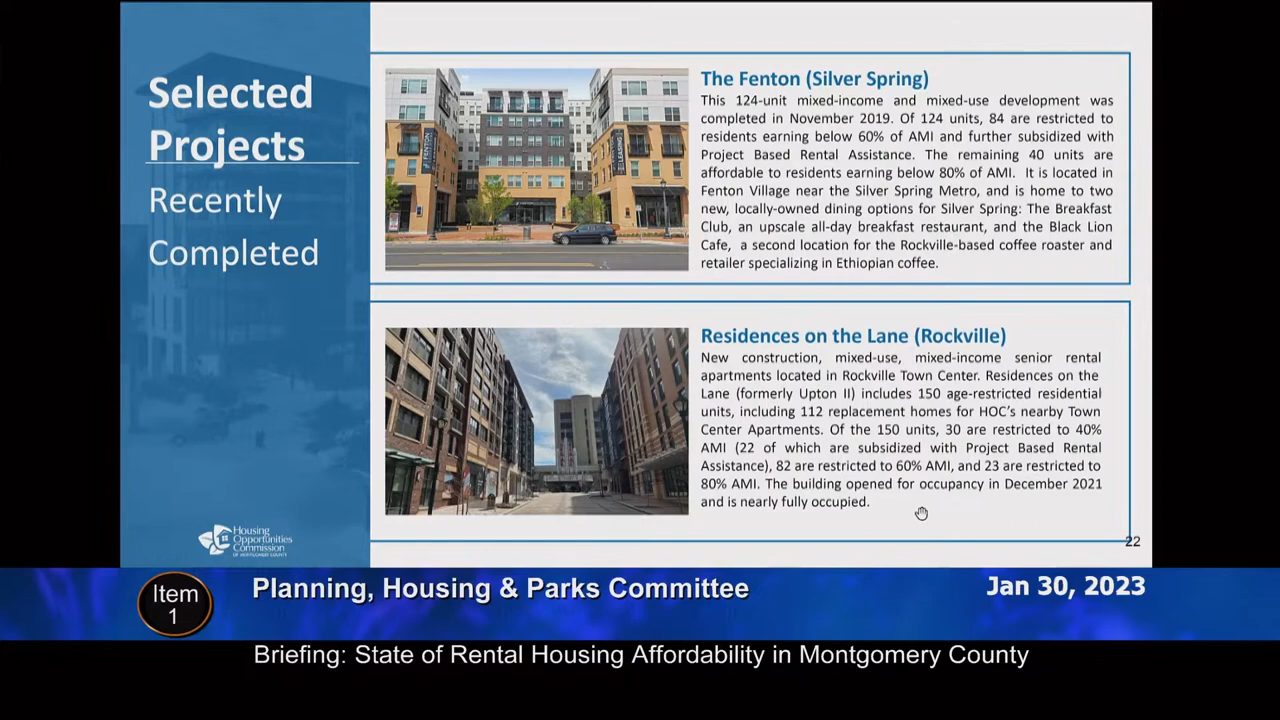 Selected
Projects
Recently
Completed
The Fenton (Silver Spring)
This 124-unit mixed-income and mixed-use development was
completed in November 2019. Of 124 units, 84 are restricted to
residents earning below 60% of AMI and further subsidized with
Project Based Rental Assistance. The remaining 40 units are
affordable to residents earning below 80% of AMI. It is located in
Fenton Village near the Silver Spring Metro, and is home to two
new, locally-owned dining options for Silver Spring: The Breakfast
Club, an upscale all-day breakfast restaurant, and the Black Lion
Cafe, a second location for the Rockville-based coffee roaster and
retailer specializing in Ethiopian coffee.
FENTON
LEASING
Residences on the Lane (Rockville)
New construction, mixed-use, mixed-income senior rental
apartments located in Rockville Town Center. Residences on the
Lane (formerly Upton II) includes 150 age-restricted residential
units, including 112 replacement homes for HOC's nearby Town
Center Apartments. Of the 150 units, 30 are restricted to 40%
AMI (22 of which are subsidized with Project Based Rental
Assistance), 82 are restricted to 60% AMI, and 23 are restricted to
80% AMI. The building opened for occupancy in December 2021
and is nearly fully occupied.
Housing
Opportunities
Commission
OF MONTGOMERY COUNTY
22
Item
1
Planning, Housing & Parks Committee
Jan 30, 2023
Briefing: State of Rental Housing Affordability in Montgomery County